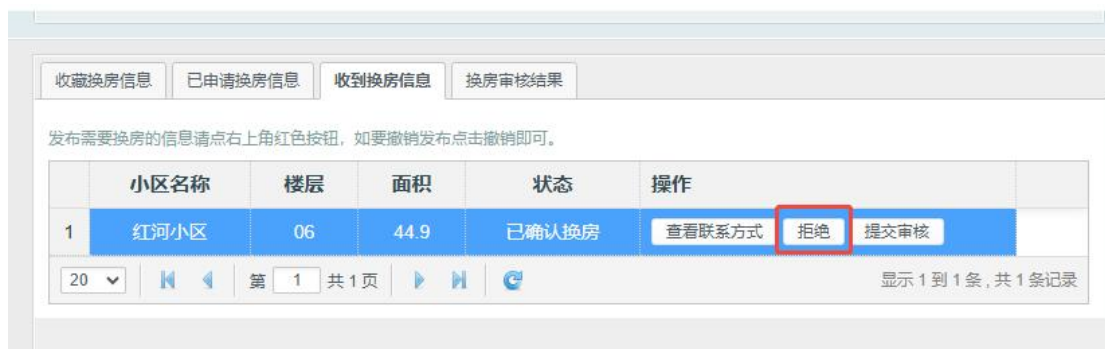 收藏换房信息 已申请换房信息 收到换房信息 换房审核结果
发布需要换房的信息请点右上角红色按钮，如要撤销发布点击撤销即可。
小区名称 楼层 面积 状态 操作
1 红河小区 06 44.9 已确认换房 查看联系方式 拒绝 提交审核
20 第 1 共1页 显示1到1条,共1条记录